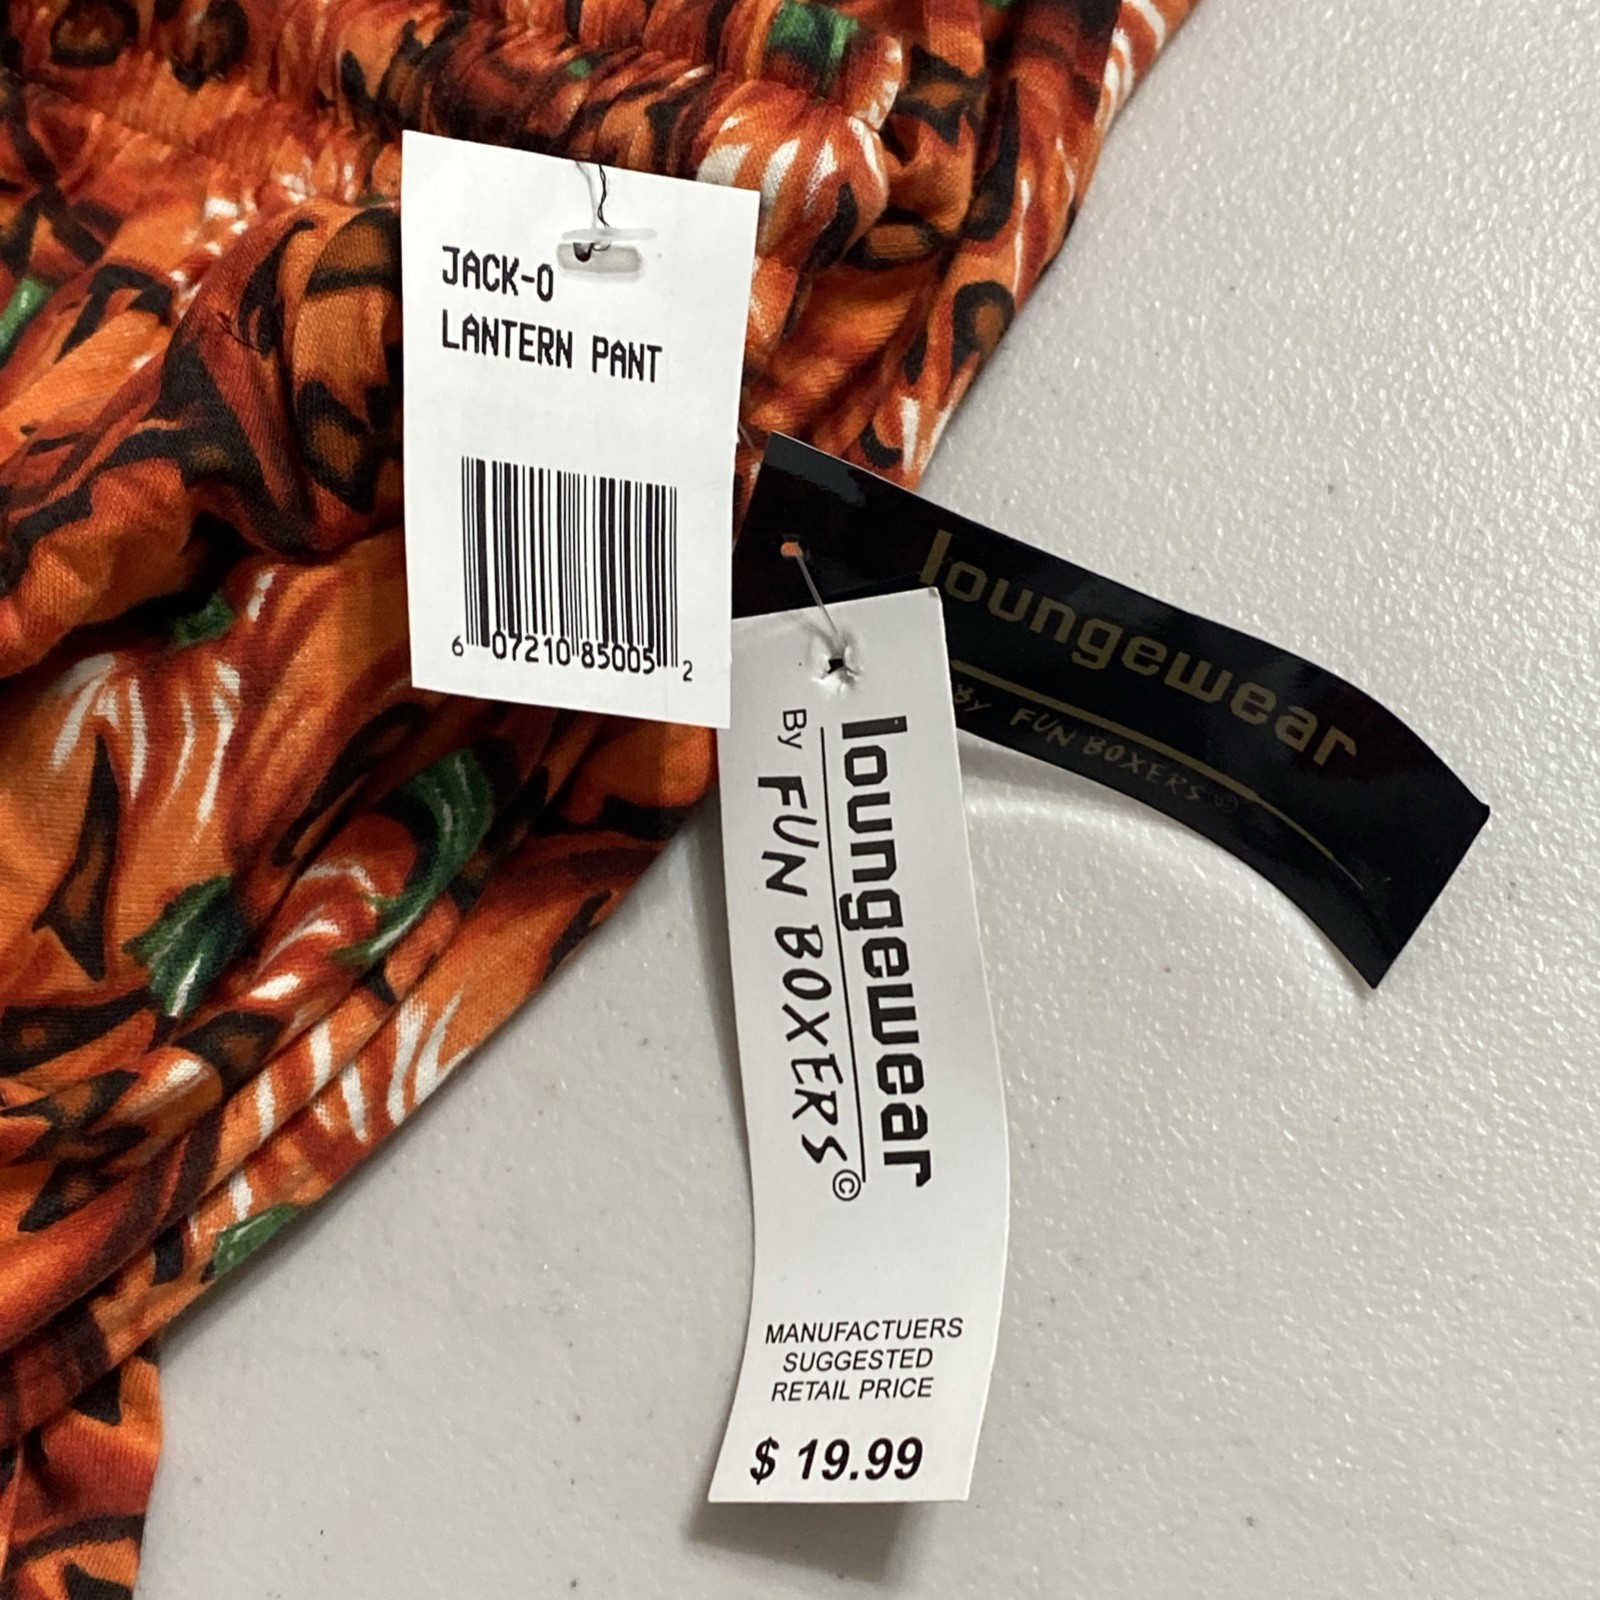 JACK-O
LANTERN PANT
6 07210 85005 2
loungewear
BY FUN BOXERS
loungewear
By FUN BOXERS©
MANUFACTUERS
SUGGESTED
RETAIL PRICE
$ 19.99